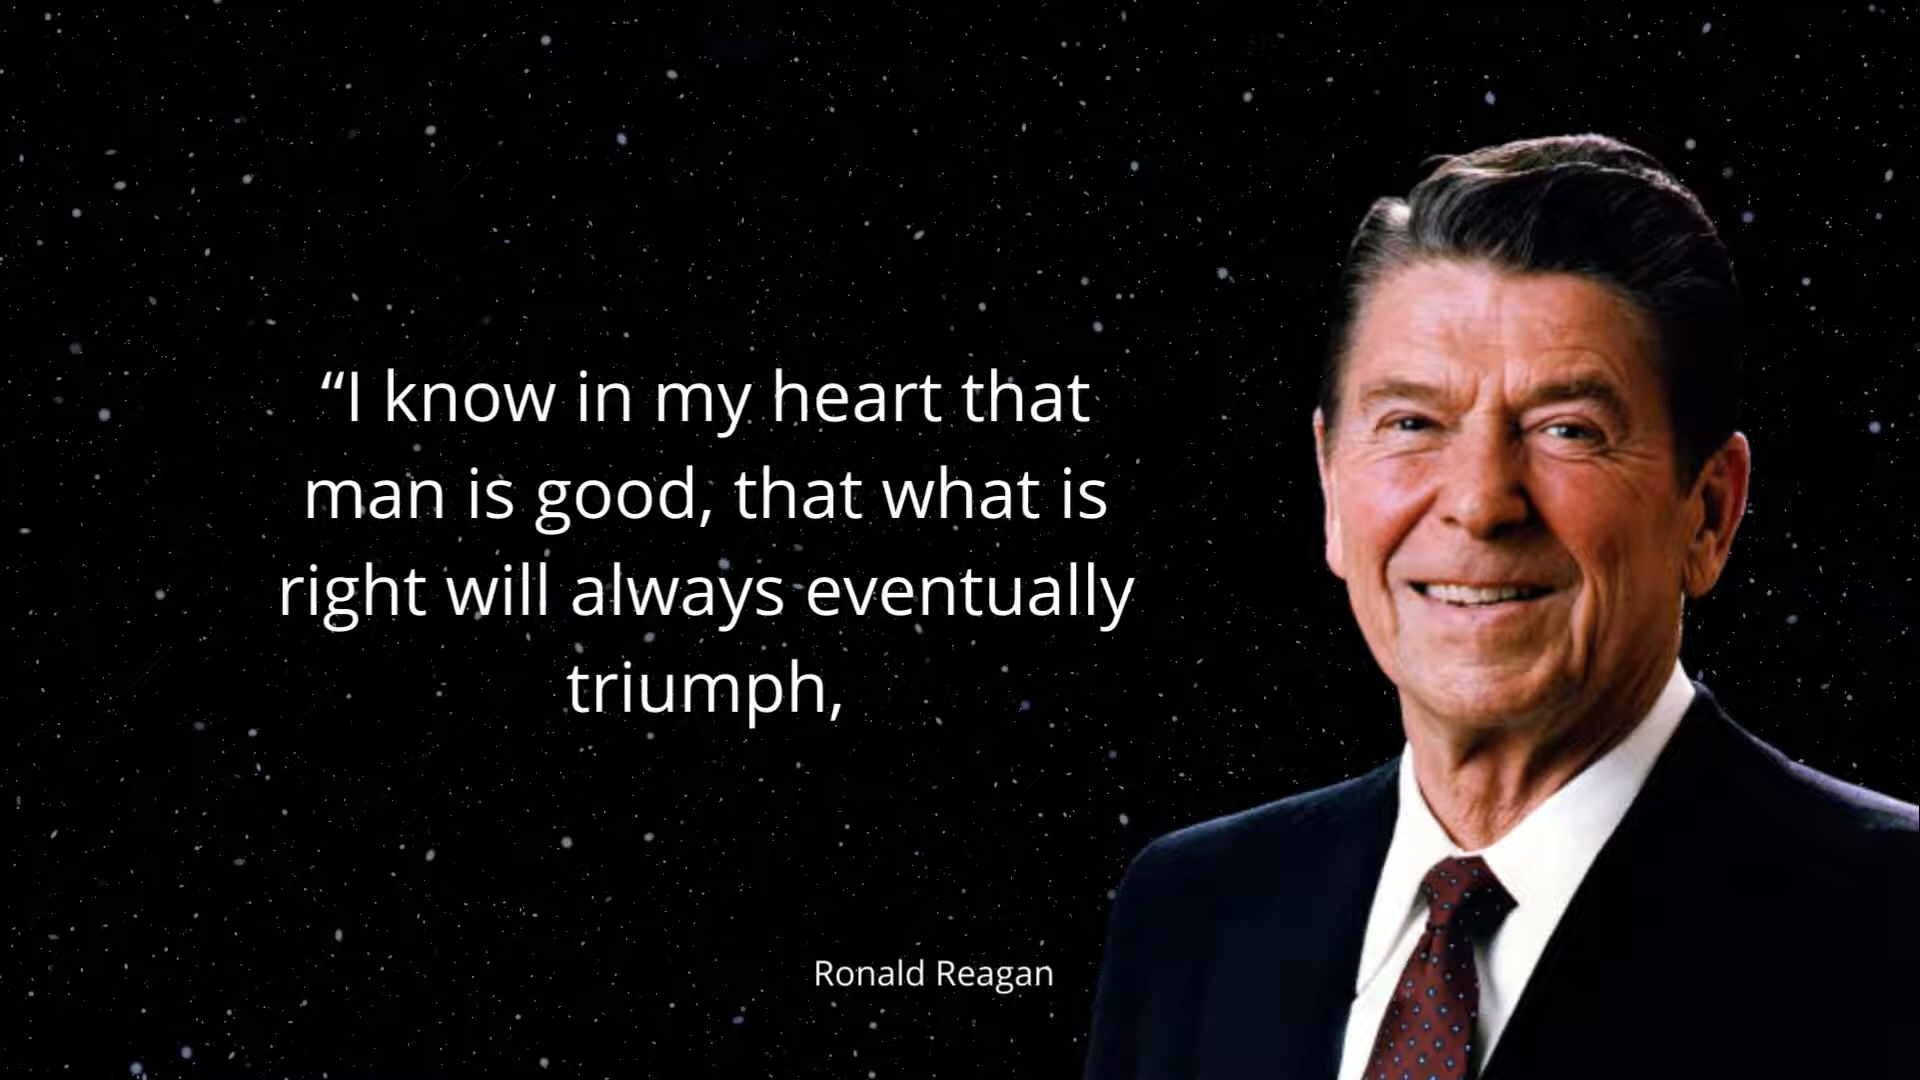 “I know in my heart that
man is good, that what is
right will always eventually
triumph,
Ronald Reagan